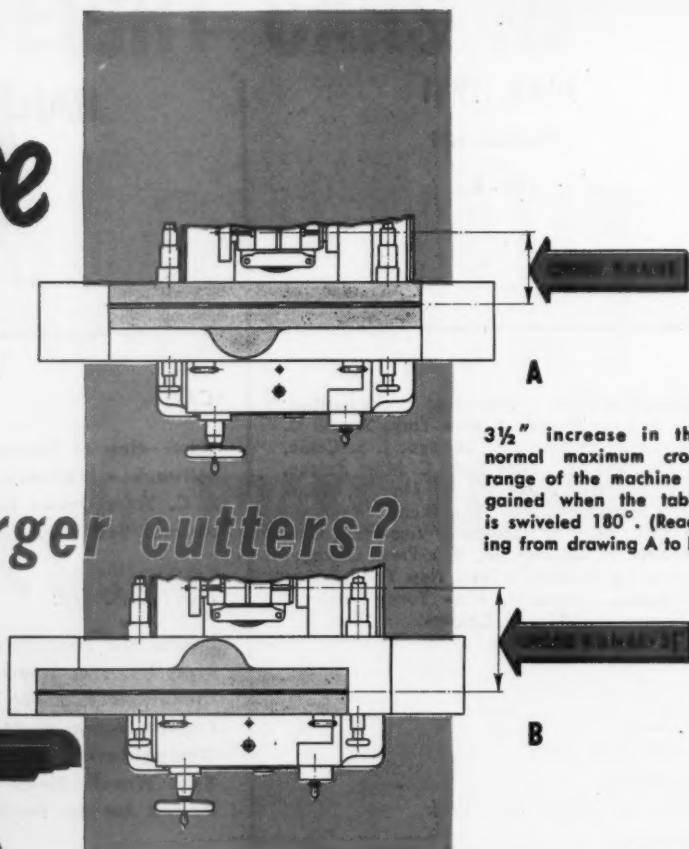 A
3½" increase in th
normal maximum cro
range of the machine
gained when the tab
is swiveled 180°. (Reac
ing from drawing A to
rger cutters?
B